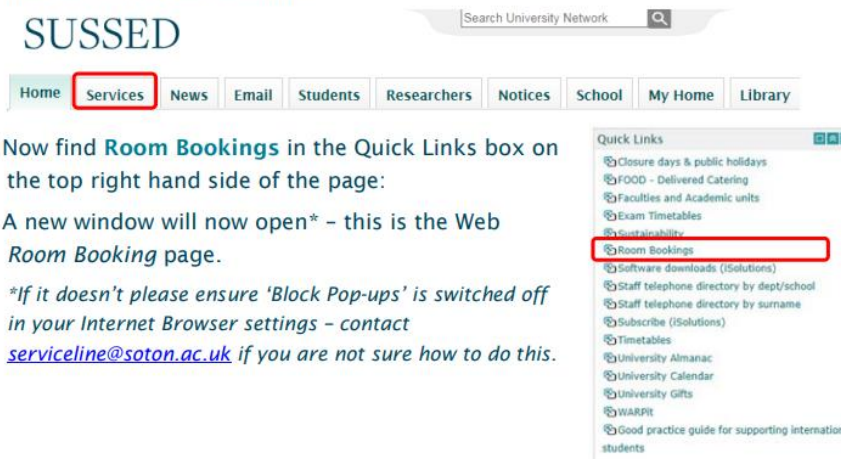 Search University Network
SUSSED
Home Services News Email Students Researchers Notices School My Home Library
Now find Room Bookings in the Quick Links box on
the top right hand side of the page:
A new window will now open* – this is the Web
Room Booking page.
*If it doesn't please ensure 'Block Pop-ups' is switched off
in your Internet Browser settings – contact
serviceline@soton.ac.uk if you are not sure how to do this.
Quick Links
Closure days & public holidays
FOOD - Delivered Catering
Faculties and Academic units
Exam Timetables
Sustainability
Room Bookings
Software downloads (iSolutions)
Staff telephone directory by dept/school
Staff telephone directory by surname
Subscribe (iSolutions)
Timetables
University Almanac
University Calendar
University Gifts
WARPit
Good practice guide for supporting internation
students